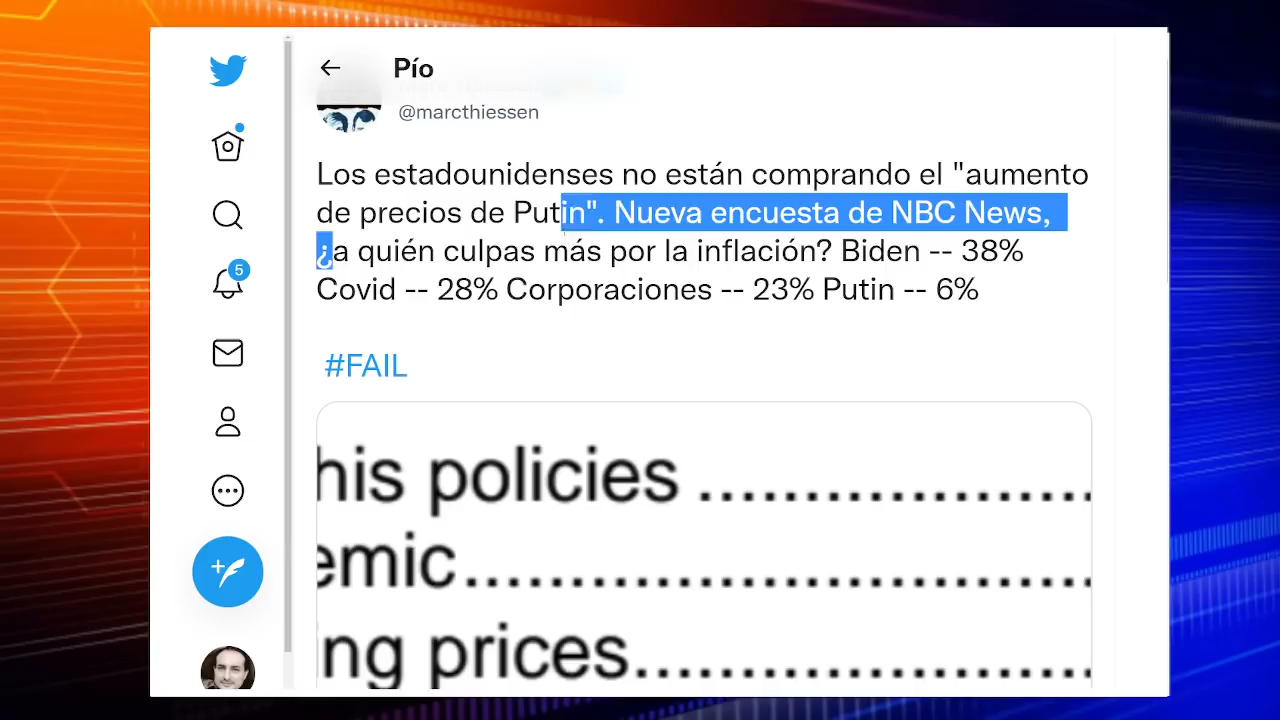 Pío
@marcthiessen
Los estadounidenses no están comprando el "aumento
de precios de Putin". Nueva encuesta de NBC News,
¿a quién culpas más por la inflación? Biden -- 38%
Covid -- 28% Corporaciones -- 23% Putin -- 6%
5
#FAIL
his policies ....................
emic..............................
ng prices......................